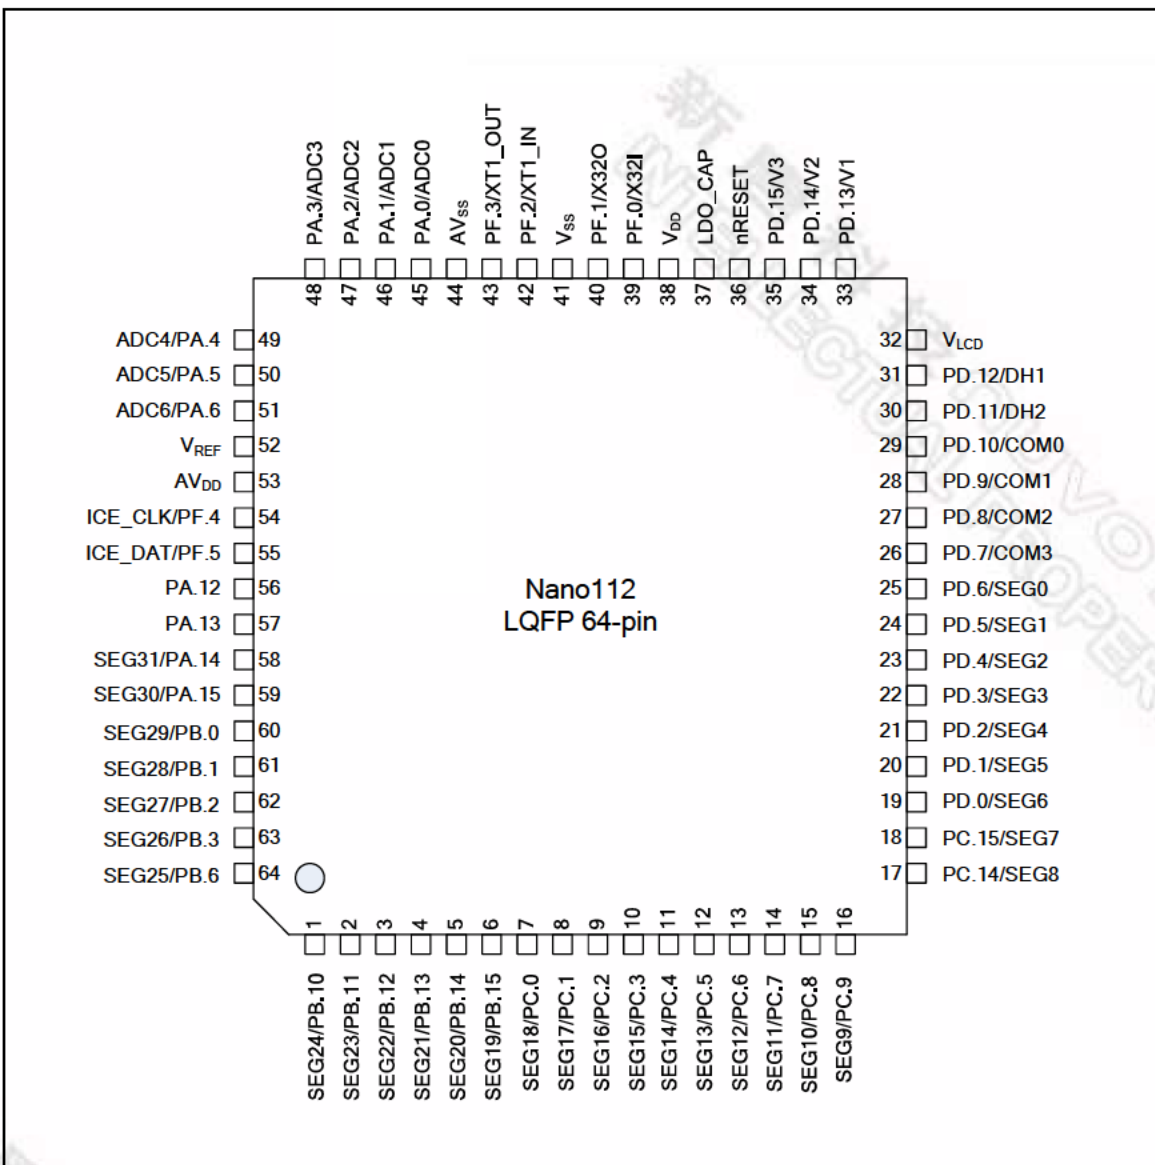 PA.3/ADC3
PA.2/ADC2
PA.1/ADC1
PA.0/ADC0
AVSS
PF.3/XT1_OUT
PF.2/XT1_IN
VSS
PF.1/X32O
PF.0/X32I
VDD
LDO_CAP
nRESET
PD.15/V3
PD.14/V2
PD.13/V1
48 47 46 45 44 43 42 41 40 39 38 37 36 35 34 33
ADC4/PA.4 49
ADC5/PA.5 50
ADC6/PA.6 51
VREF 52
AVDD 53
ICE_CLK/PF.4 54
ICE_DAT/PF.5 55
PA.12 56
PA.13 57
SEG31/PA.14 58
SEG30/PA.15 59
SEG29/PB.0 60
SEG28/PB.1 61
SEG27/PB.2 62
SEG26/PB.3 63
SEG25/PB.6 64
Nano112
LQFP 64-pin
32 VLCD
31 PD.12/DH1
30 PD.11/DH2
29 PD.10/COM0
28 PD.9/COM1
27 PD.8/COM2
26 PD.7/COM3
25 PD.6/SEG0
24 PD.5/SEG1
23 PD.4/SEG2
22 PD.3/SEG3
21 PD.2/SEG4
20 PD.1/SEG5
19 PD.0/SEG6
18 PC.15/SEG7
17 PC.14/SEG8
1 2 3 4 5 6 7 8 9 10 11 12 13 14 15 16
SEG24/PB.10
SEG23/PB.11
SEG22/PB.12
SEG21/PB.13
SEG20/PB.14
SEG19/PB.15
SEG18/PC.0
SEG17/PC.1
SEG16/PC.2
SEG15/PC.3
SEG14/PC.4
SEG13/PC.5
SEG12/PC.6
SEG11/PC.7
SEG10/PC.8
SEG9/PC.9
INTELLECTUAL